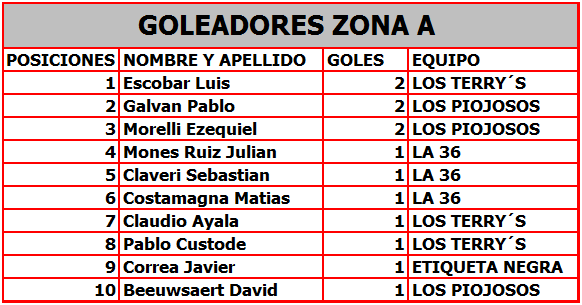 GOLEADORES ZONA A
POSICIONES NOMBRE Y APELLIDO GOLES EQUIPO
1 Escobar Luis 2 LOS TERRY´S
2 Galvan Pablo 2 LOS PIOJOSOS
3 Morelli Ezequiel 2 LOS PIOJOSOS
4 Mones Ruiz Julian 1 LA 36
5 Claveri Sebastian 1 LA 36
6 Costamagna Matias 1 LA 36
7 Claudio Ayala 1 LOS TERRY´S
8 Pablo Custode 1 LOS TERRY´S
9 Correa Javier 1 ETIQUETA NEGRA
10 Beeuwsaert David 1 LOS PIOJOSOS